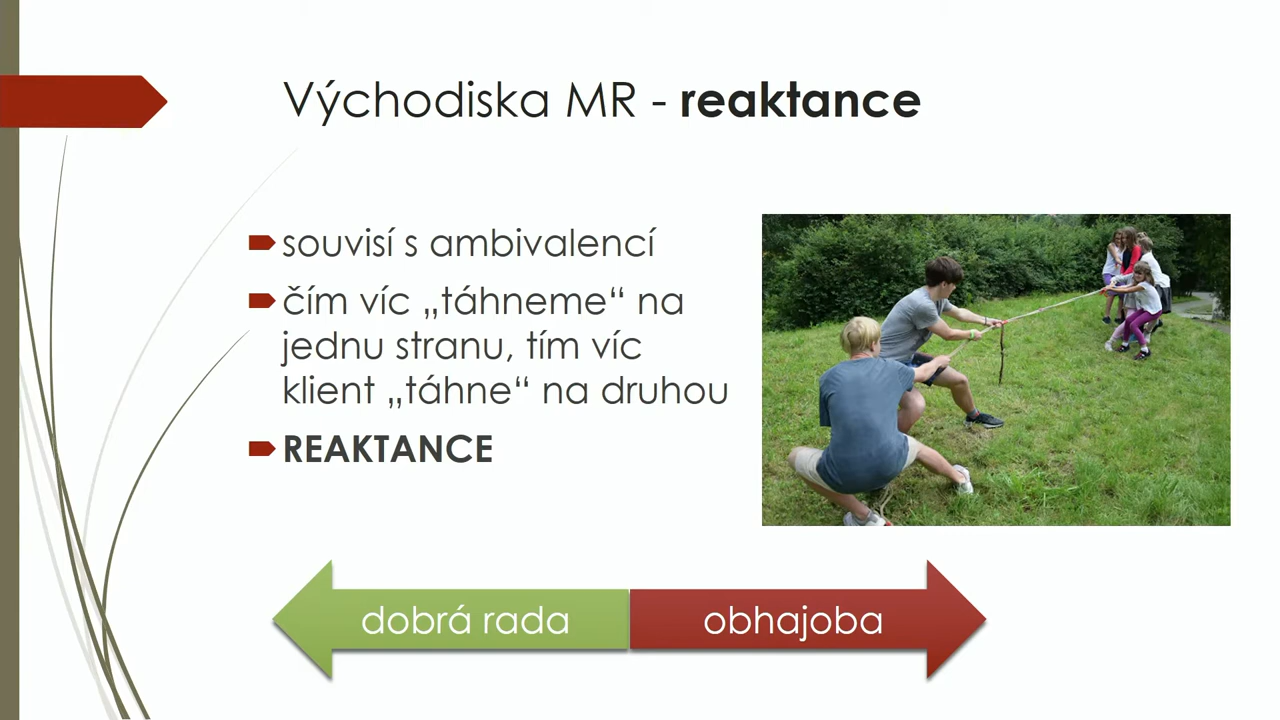 Východiska MR - reaktance
souvisí s ambivalencí
čím víc „táhneme“ na
jednu stranu, tím víc
klient „táhne“ na druhou
REAKTANCE
dobrá rada
obhajoba